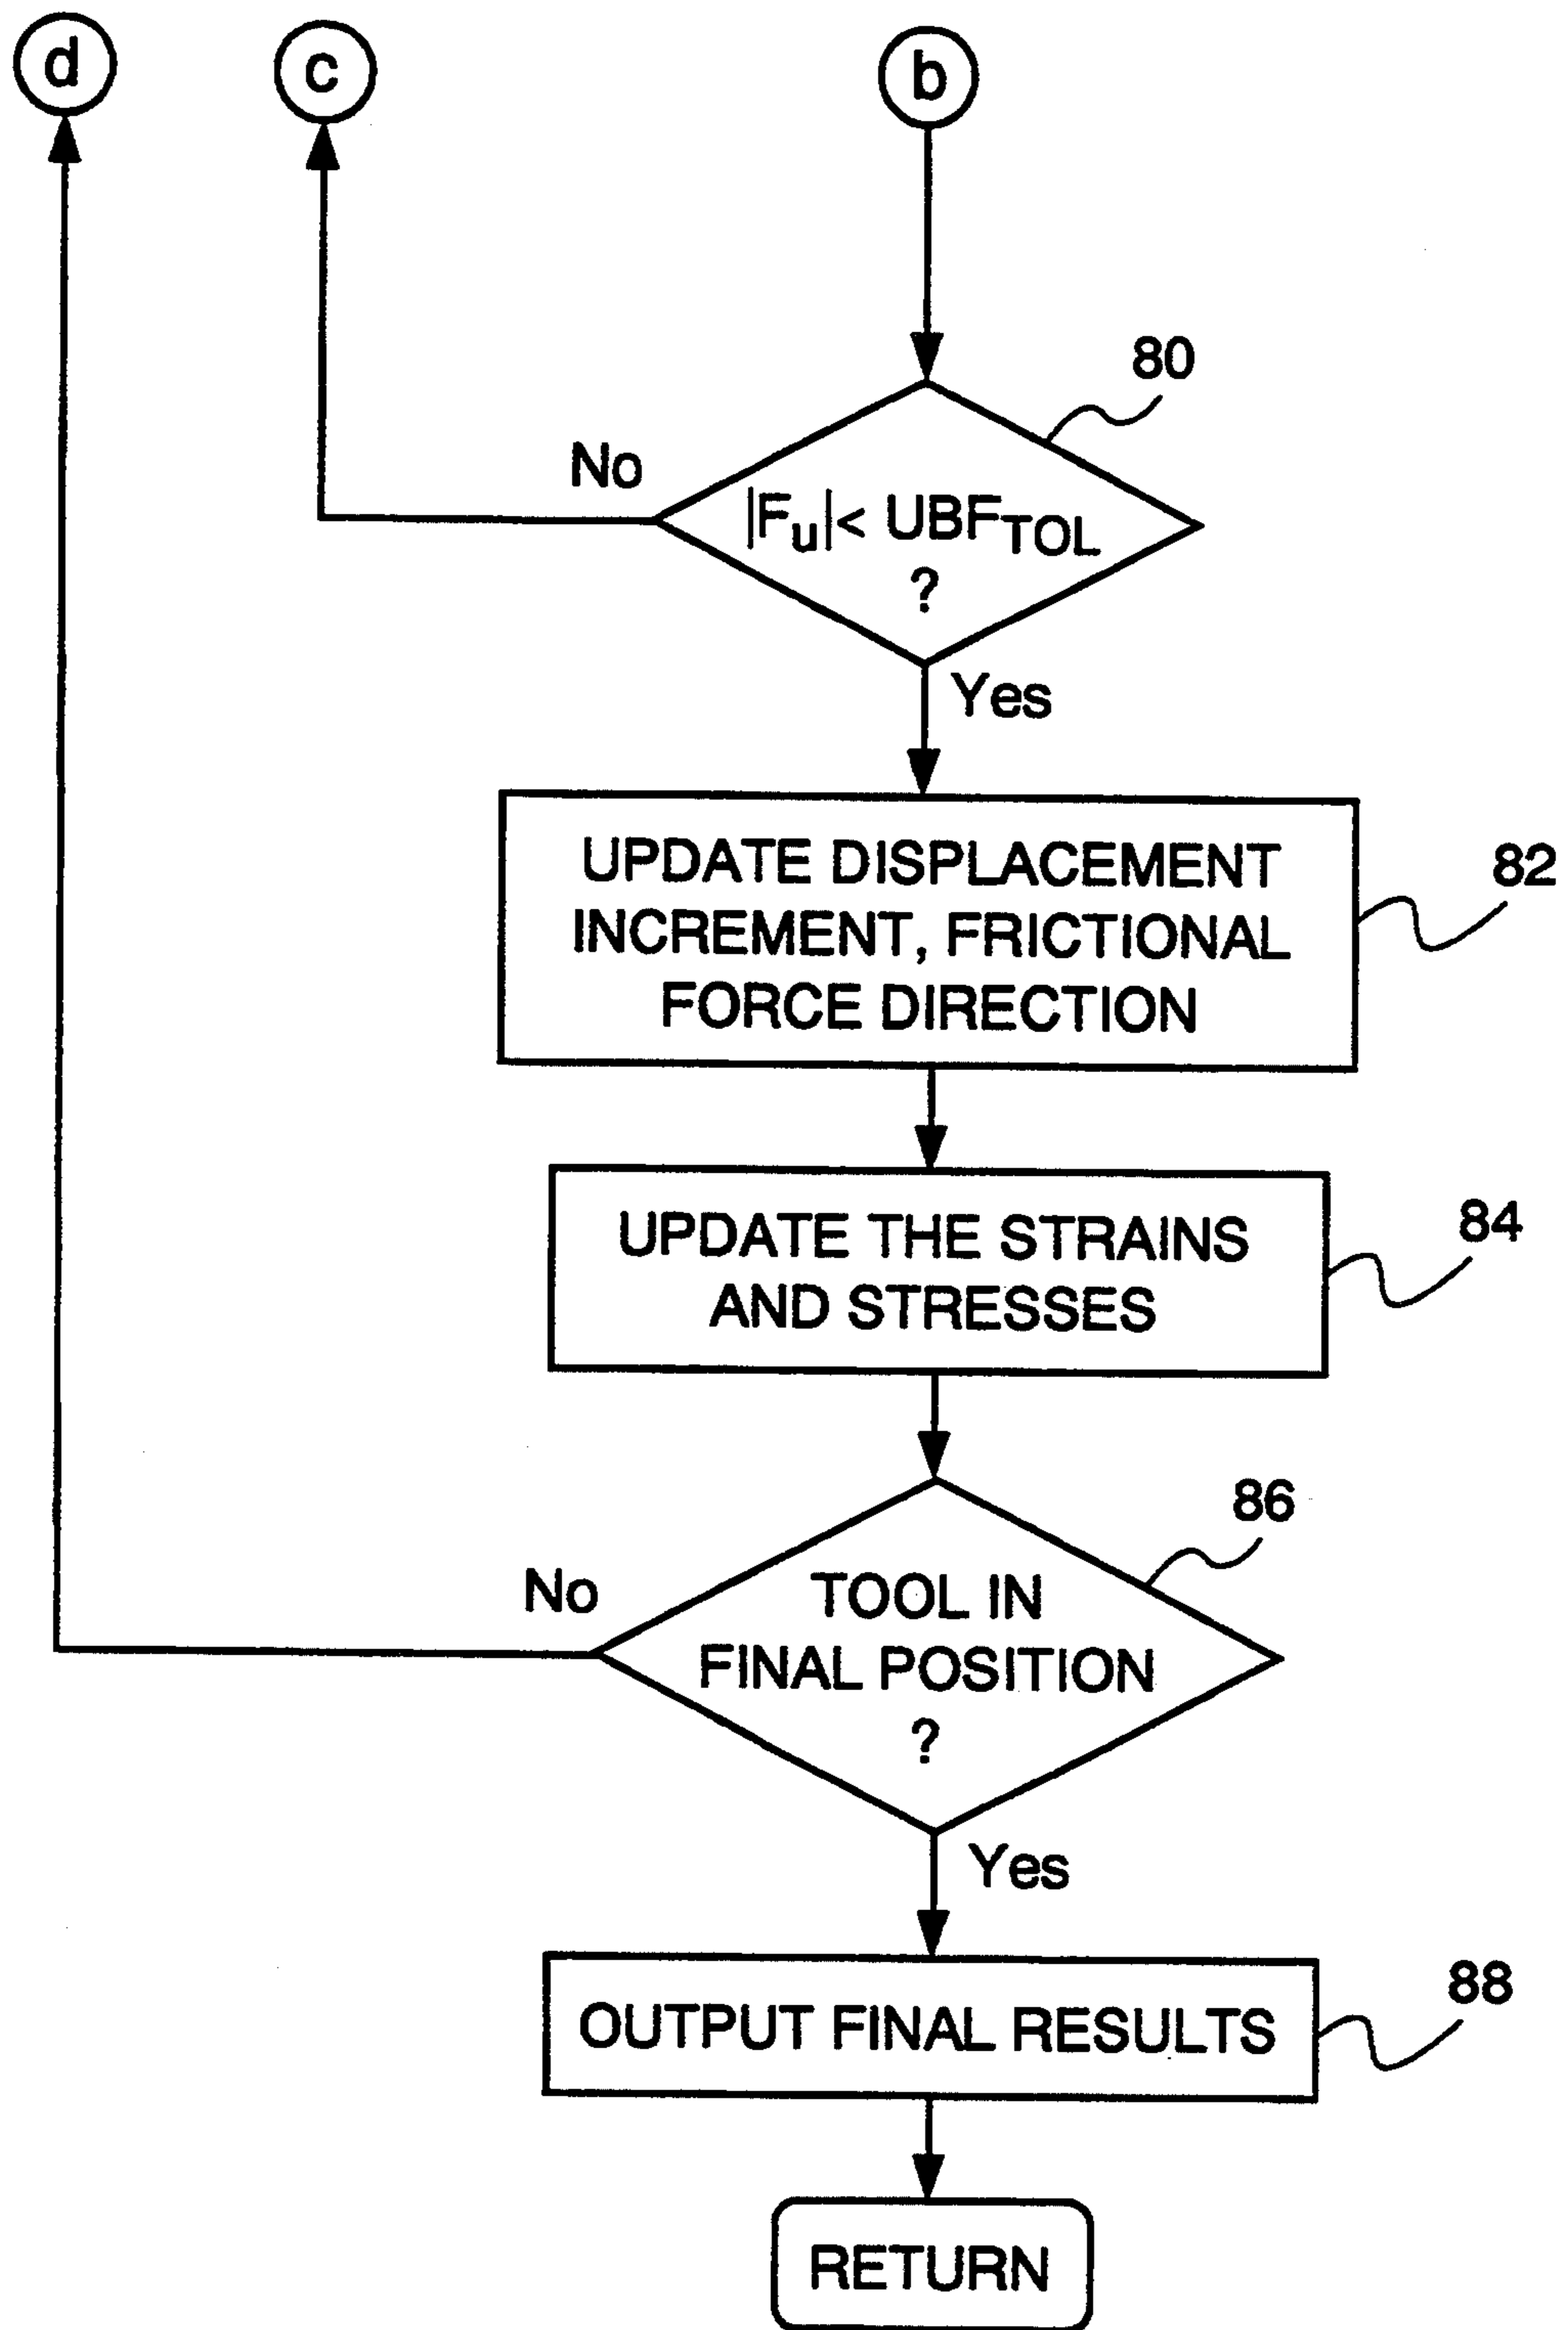 d
c
b
80
No
|Fu|< UBFTOL
?
Yes
UPDATE DISPLACEMENT
INCREMENT, FRICTIONAL
FORCE DIRECTION
82
UPDATE THE STRAINS
AND STRESSES
84
86
No
TOOL IN
FINAL POSITION
?
Yes
OUTPUT FINAL RESULTS
88
RETURN